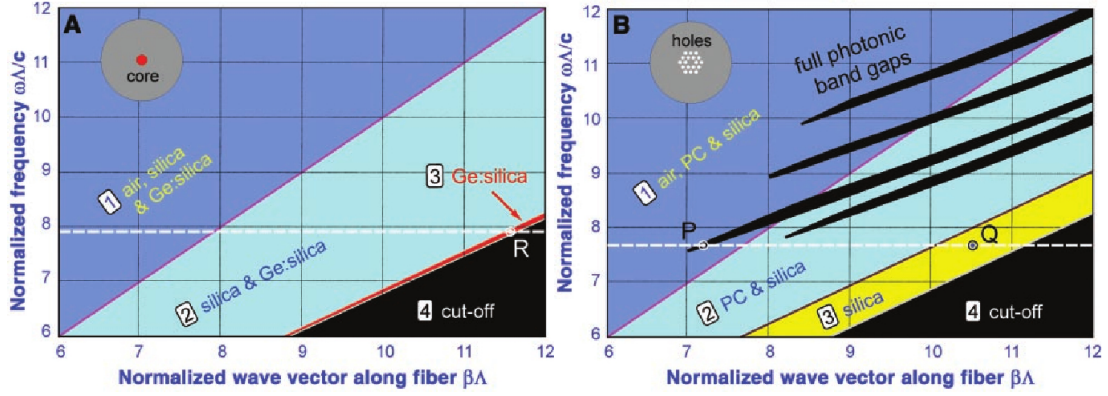 A
core
12
11
10
9
8
7
6
Normalized frequency ωΛ/c
1 air, silica
& Ge:silica
3 Ge:silica
R
2 silica & Ge:silica
4 cut-off
6 7 8 9 10 11 12
Normalized wave vector along fiber βΛ
B
holes
full photonic
band gaps
12
11
10
9
8
7
6
Normalized frequency ωΛ/c
1 air, PC & silica
P
Q
2 PC & silica
3 silica
4 cut-off
6 7 8 9 10 11 12
Normalized wave vector along fiber βΛ